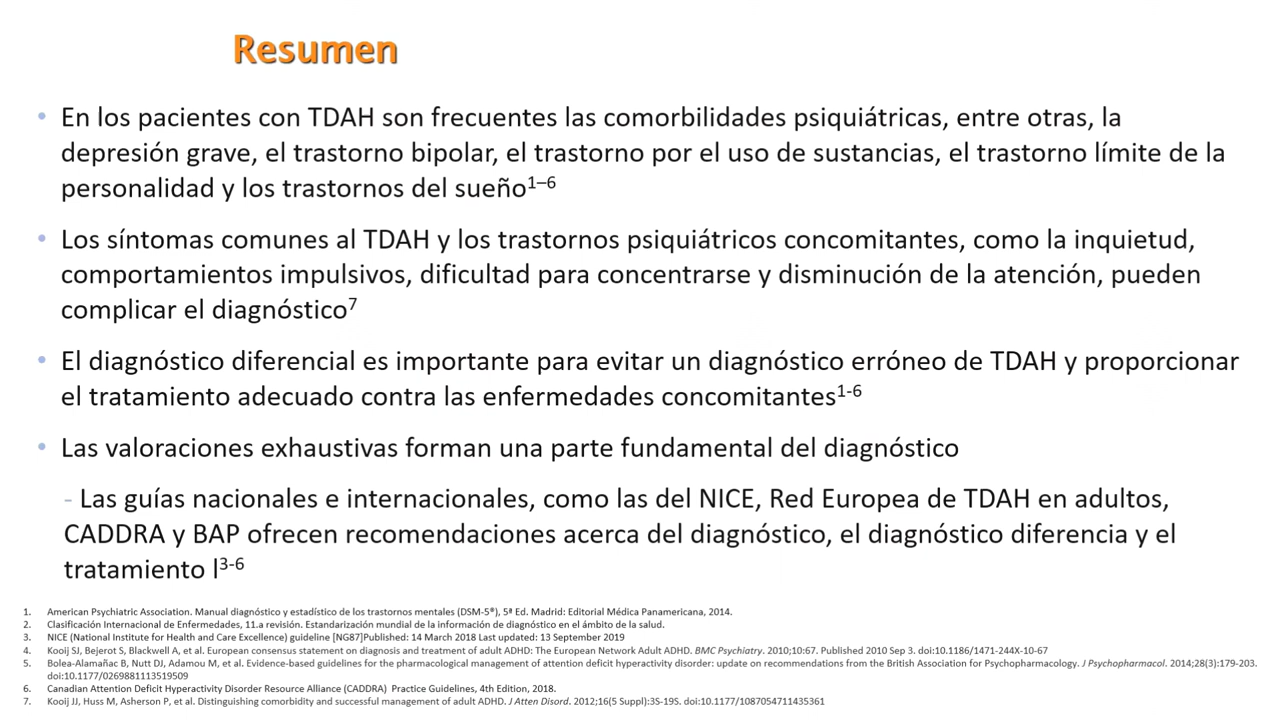 Resumen
• En los pacientes con TDAH son frecuentes las comorbilidades psiquiátricas, entre otras, la
depresión grave, el trastorno bipolar, el trastorno por el uso de sustancias, el trastorno límite de la
personalidad y los trastornos del sueño1–6
• Los síntomas comunes al TDAH y los trastornos psiquiátricos concomitantes, como la inquietud,
comportamientos impulsivos, dificultad para concentrarse y disminución de la atención, pueden
complicar el diagnóstico7
• El diagnóstico diferencial es importante para evitar un diagnóstico erróneo de TDAH y proporcionar
el tratamiento adecuado contra las enfermedades concomitantes1-6
• Las valoraciones exhaustivas forman una parte fundamental del diagnóstico
- Las guías nacionales e internacionales, como las del NICE, Red Europea de TDAH en adultos,
CADDRA y BAP ofrecen recomendaciones acerca del diagnóstico, el diagnóstico diferencia y el
tratamiento l3-6
1. American Psychiatric Association. Manual diagnóstico y estadístico de los trastornos mentales (DSM-5®), 5ª Ed. Madrid: Editorial Médica Panamericana, 2014.
2. Clasificación Internacional de Enfermedades, 11.a revisión. Estandarización mundial de la información de diagnóstico en el ámbito de la salud.
3. NICE (National Institute for Health and Care Excellence) guideline [NG87]Published: 14 March 2018 Last updated: 13 September 2019
4. Kooij SJ, Bejerot S, Blackwell A, et al. European consensus statement on diagnosis and treatment of adult ADHD: The European Network Adult ADHD. BMC Psychiatry. 2010;10:67. Published 2010 Sep 3. doi:10.1186/1471-244X-10-67
5. Bolea-Alamañac B, Nutt DJ, Adamou M, et al. Evidence-based guidelines for the pharmacological management of attention deficit hyperactivity disorder: update on recommendations from the British Association for Psychopharmacology. J Psychopharmacol. 2014;28(3):179-203.
doi:10.1177/0269881113519509
6. Canadian Attention Deficit Hyperactivity Disorder Resource Alliance (CADDRA) Practice Guidelines, 4th Edition, 2018.
7. Kooij JJ, Huss M, Asherson P, et al. Distinguishing comorbidity and successful management of adult ADHD. J Atten Disord. 2012;16(5 Suppl):3S-19S. doi:10.1177/1087054711435361